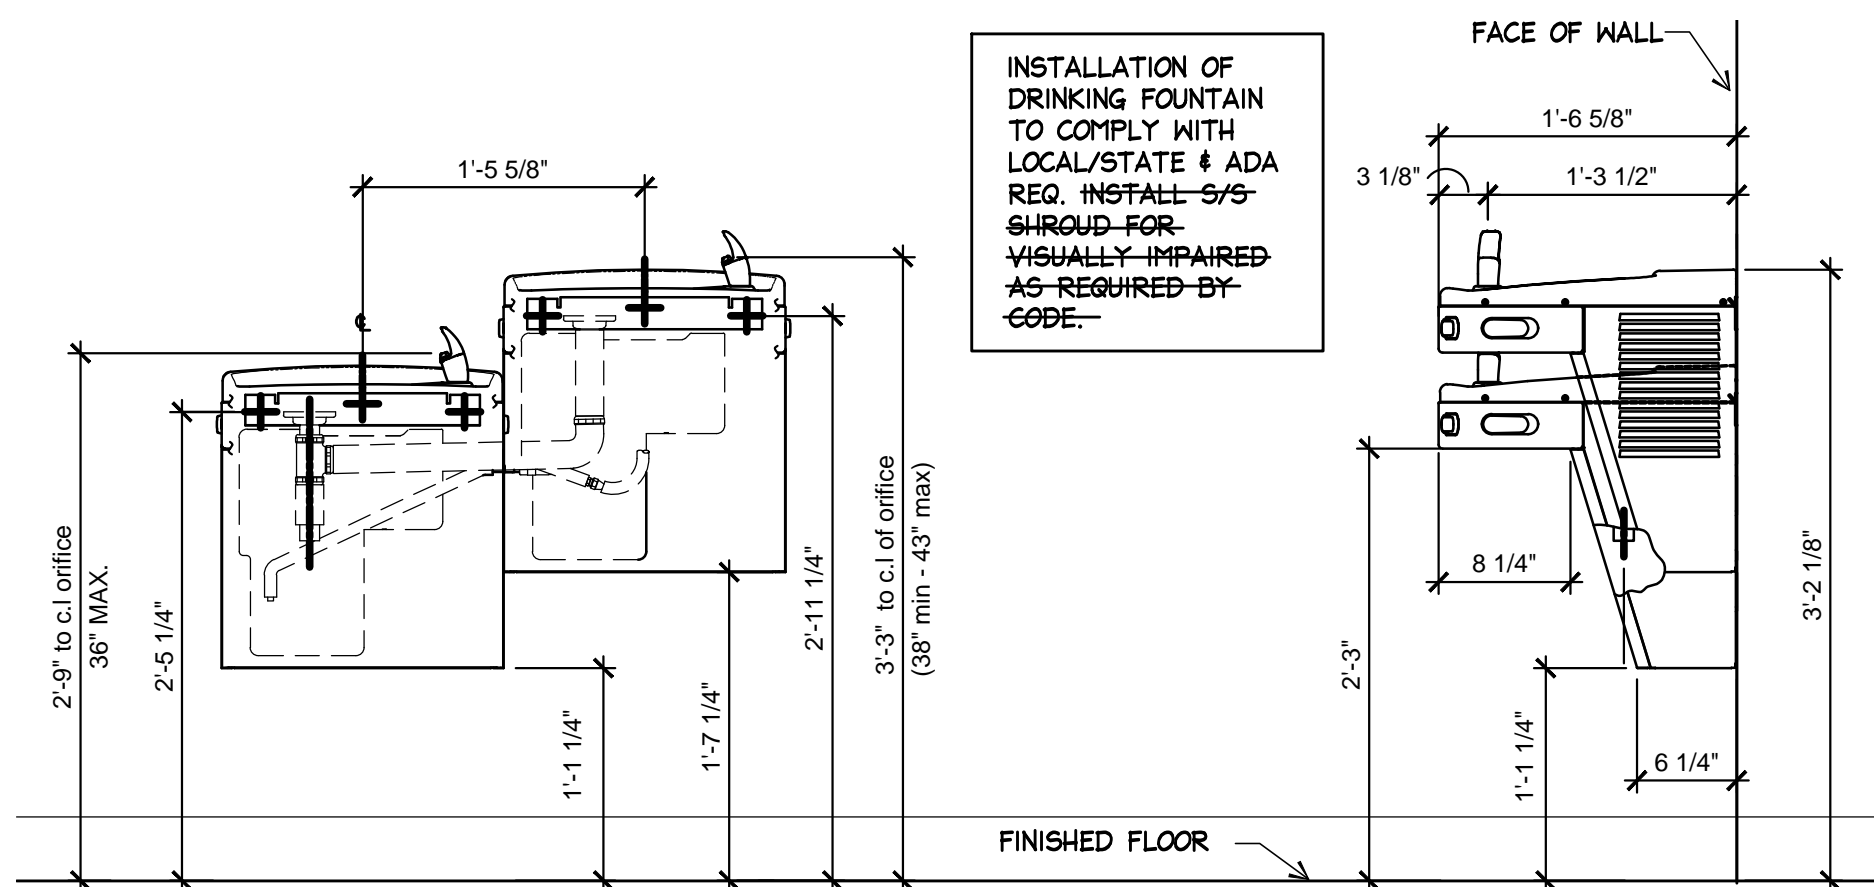 FACE OF WALL
INSTALLATION OF
DRINKING FOUNTAIN
TO COMPLY WITH
LOCAL/STATE & ADA
REQ. INSTALL S/S
SHROUD FOR
VISUALLY IMPAIRED
AS REQUIRED BY
CODE.
1'-6 5/8"
3 1/8"
1'-3 1/2"
1'-5 5/8"
℄
2'-9" to c.l orifice
36" MAX.
2'-5 1/4"
1'-1 1/4"
1'-7 1/4"
2'-11 1/4"
3'-3" to c.l of orifice
(38" min - 43" max)
8 1/4"
2'-3"
1'-1 1/4"
6 1/4"
3'-2 1/8"
FINISHED FLOOR